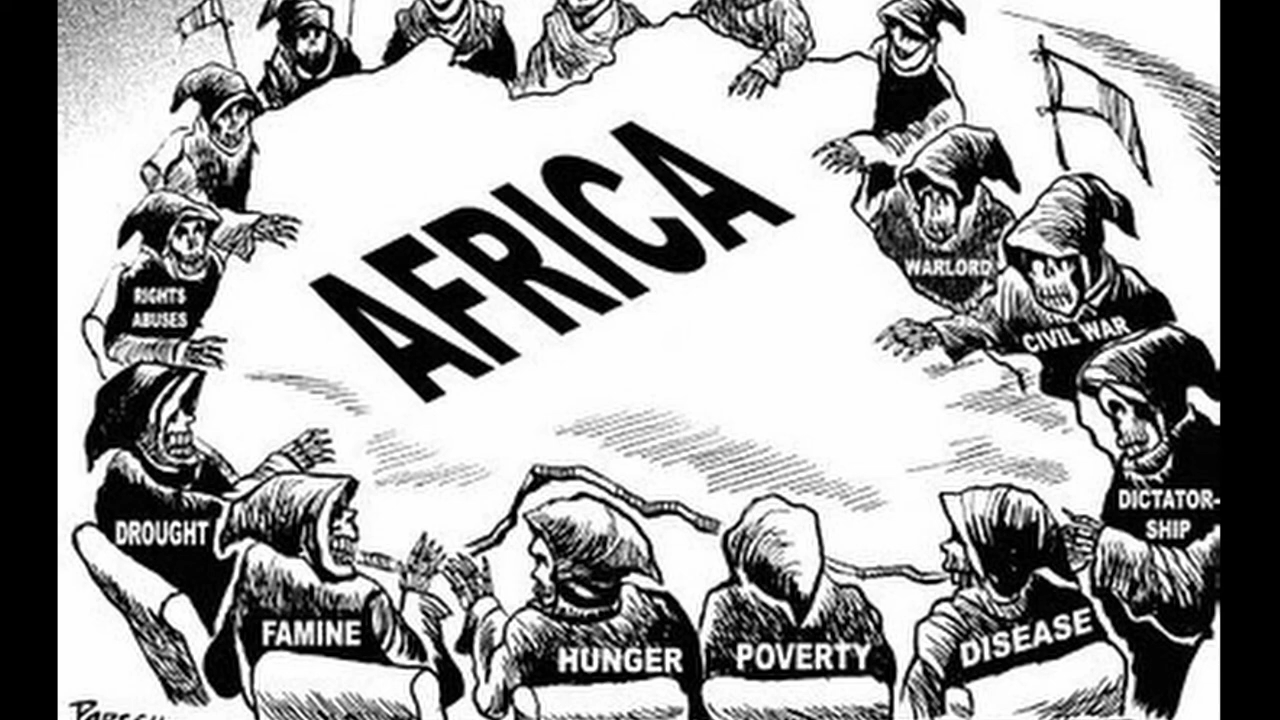 AFRICA
RIGHTS
ABUSES
WARLORD
CIVIL WAR
DROUGHT
DICTATOR-
SHIP
FAMINE
HUNGER
POVERTY
DISEASE